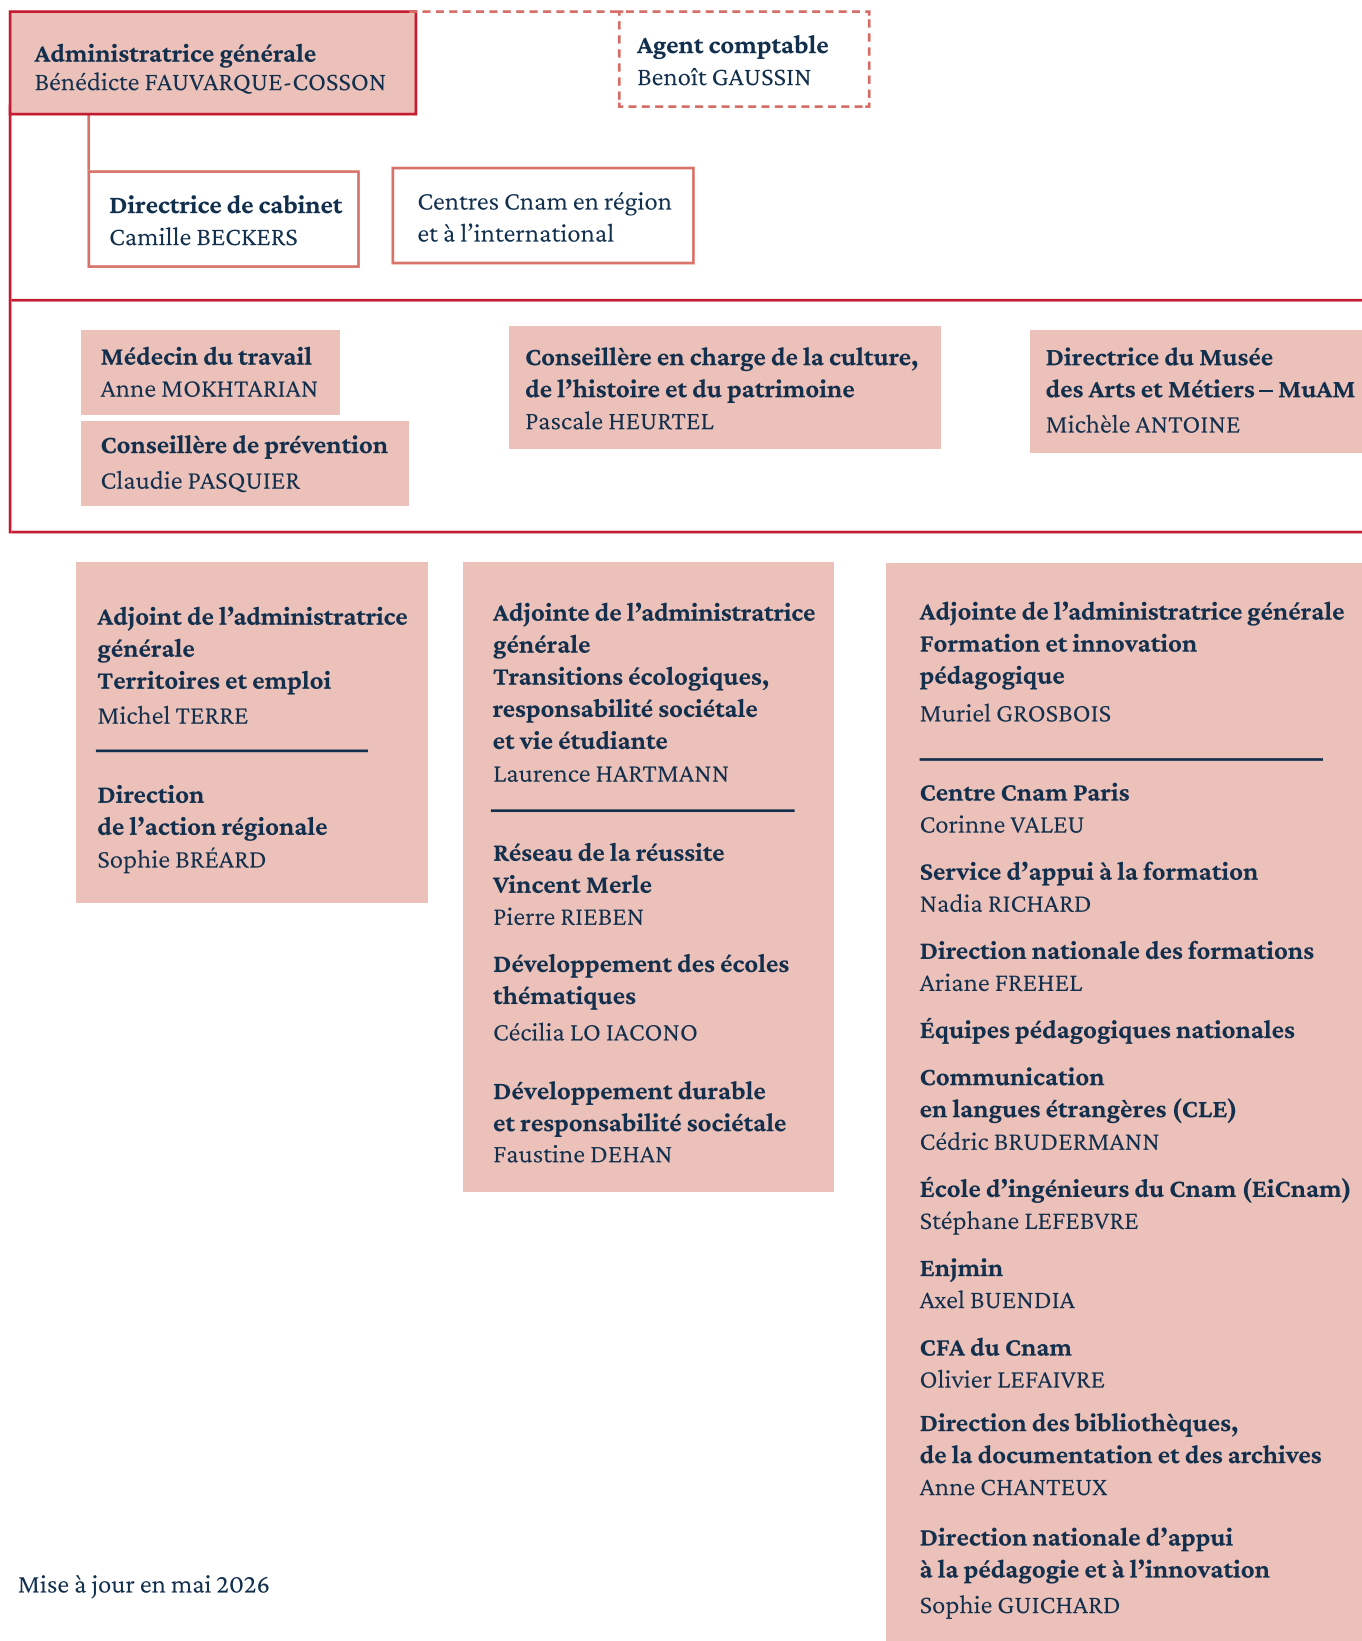 Administratrice générale
Bénédicte FAUVARQUE-COSSON
Agent comptable
Benoît GAUSSIN
Directrice de cabinet
Camille BECKERS
Centres Cnam en région
et à l’international
Médecin du travail
Anne MOKHTARIAN
Conseillère de prévention
Claudie PASQUIER
Conseillère en charge de la culture,
de l’histoire et du patrimoine
Pascale HEURTEL
Directrice du Musée
des Arts et Métiers – MuAM
Michèle ANTOINE
Adjoint de l’administratrice
générale
Territoires et emploi
Michel TERRE
Direction
de l’action régionale
Sophie BRÉARD
Adjointe de l’administratrice
générale
Transitions écologiques,
responsabilité sociétale
et vie étudiante
Laurence HARTMANN
Réseau de la réussite
Vincent Merle
Pierre RIEBEN
Développement des écoles
thématiques
Cécilia LO IACONO
Développement durable
et responsabilité sociétale
Faustine DEHAN
Adjointe de l’administratrice générale
Formation et innovation
pédagogique
Muriel GROSBOIS
Centre Cnam Paris
Corinne VALEU
Service d’appui à la formation
Nadia RICHARD
Direction nationale des formations
Ariane FREHEL
Équipes pédagogiques nationales
Communication
en langues étrangères (CLE)
Cédric BRUDERMANN
École d’ingénieurs du Cnam (EiCnam)
Stéphane LEFEBVRE
Enjmin
Axel BUENDIA
CFA du Cnam
Olivier LEFAIVRE
Direction des bibliothèques,
de la documentation et des archives
Anne CHANTEUX
Direction nationale d’appui
à la pédagogie et à l’innovation
Sophie GUICHARD
Mise à jour en mai 2026